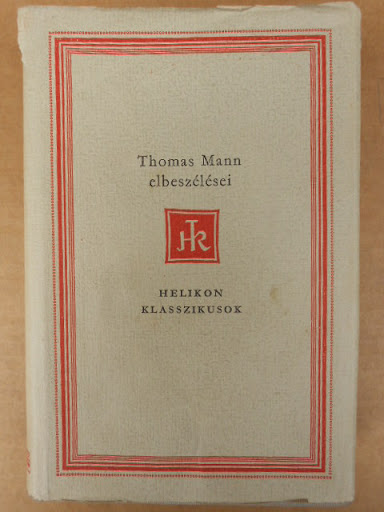 Thomas Mann
elbeszélései
HK
HELIKON
KLASSZIKUSOK